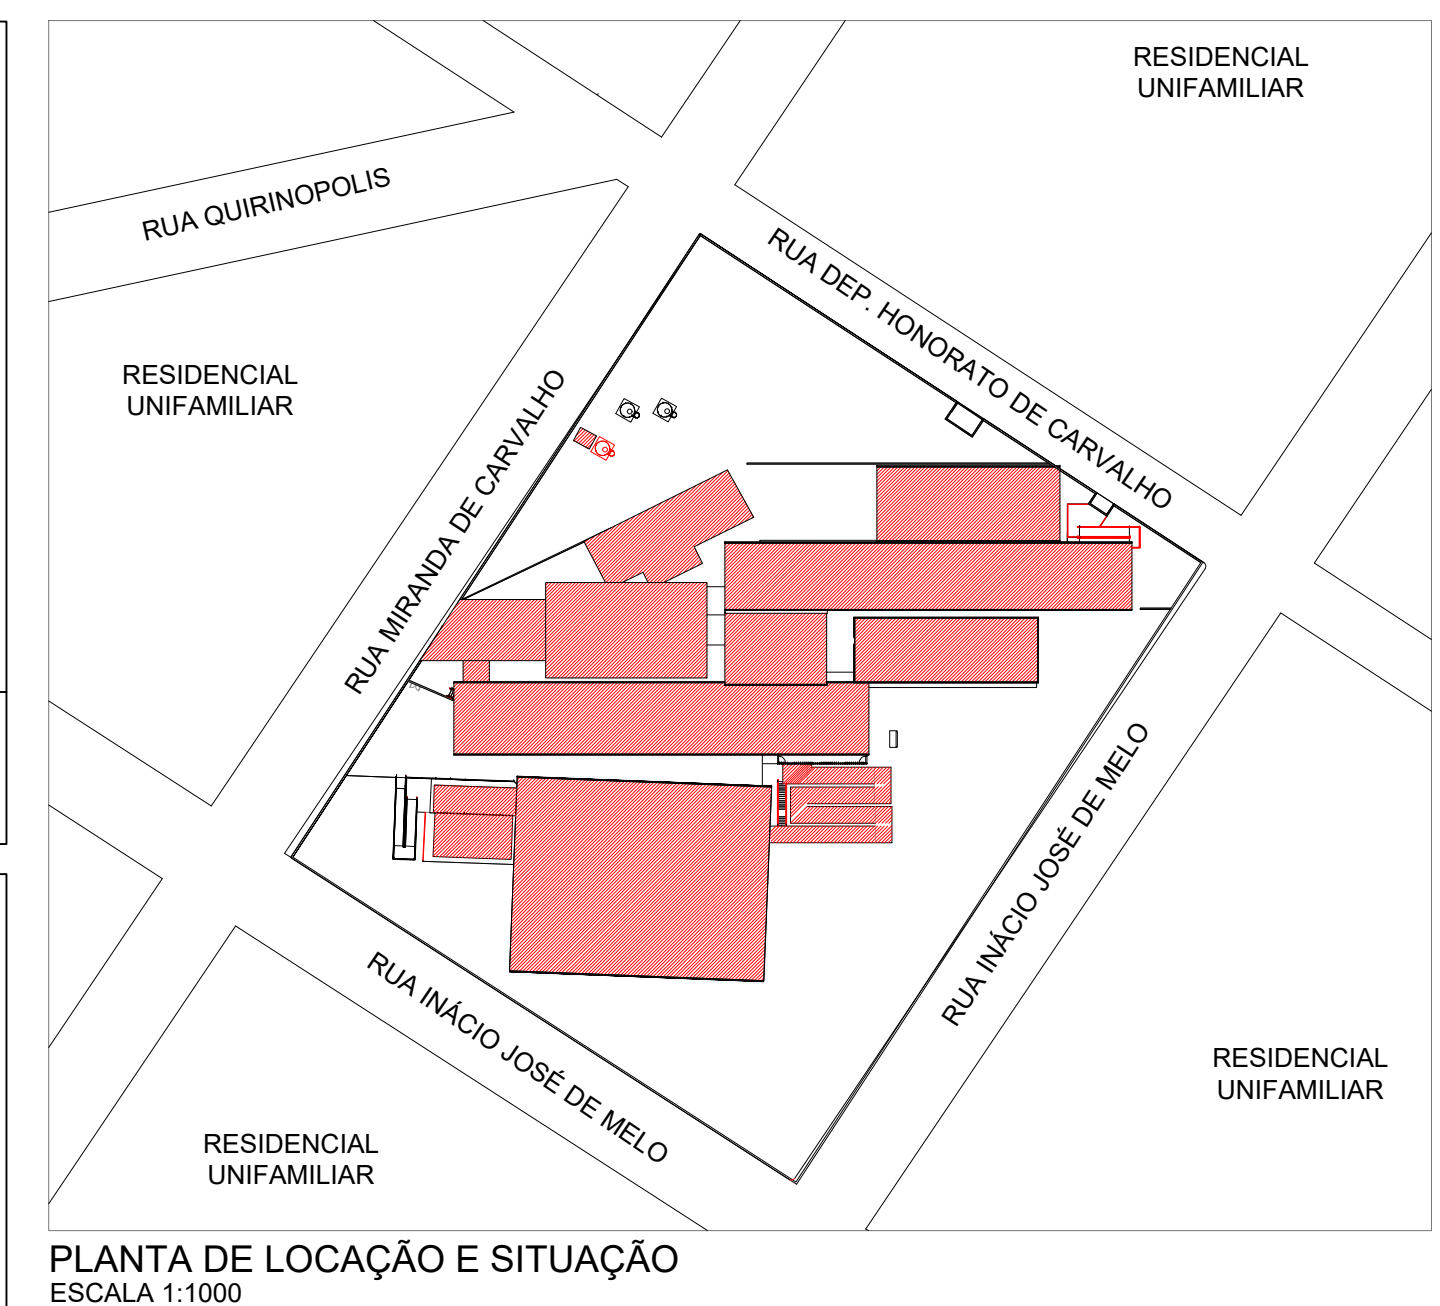 RESIDENCIAL
UNIFAMILIAR
RUA QUIRINOPOLIS
RUA DEP. HONORATO DE CARVALHO
RESIDENCIAL
UNIFAMILIAR
RUA MIRANDA DE CARVALHO
RUA INÁCIO JOSÉ DE MELO
RUA INÁCIO JOSÉ DE MELO
RESIDENCIAL
UNIFAMILIAR
RESIDENCIAL
UNIFAMILIAR
PLANTA DE LOCAÇÃO E SITUAÇÃO
ESCALA 1:1000